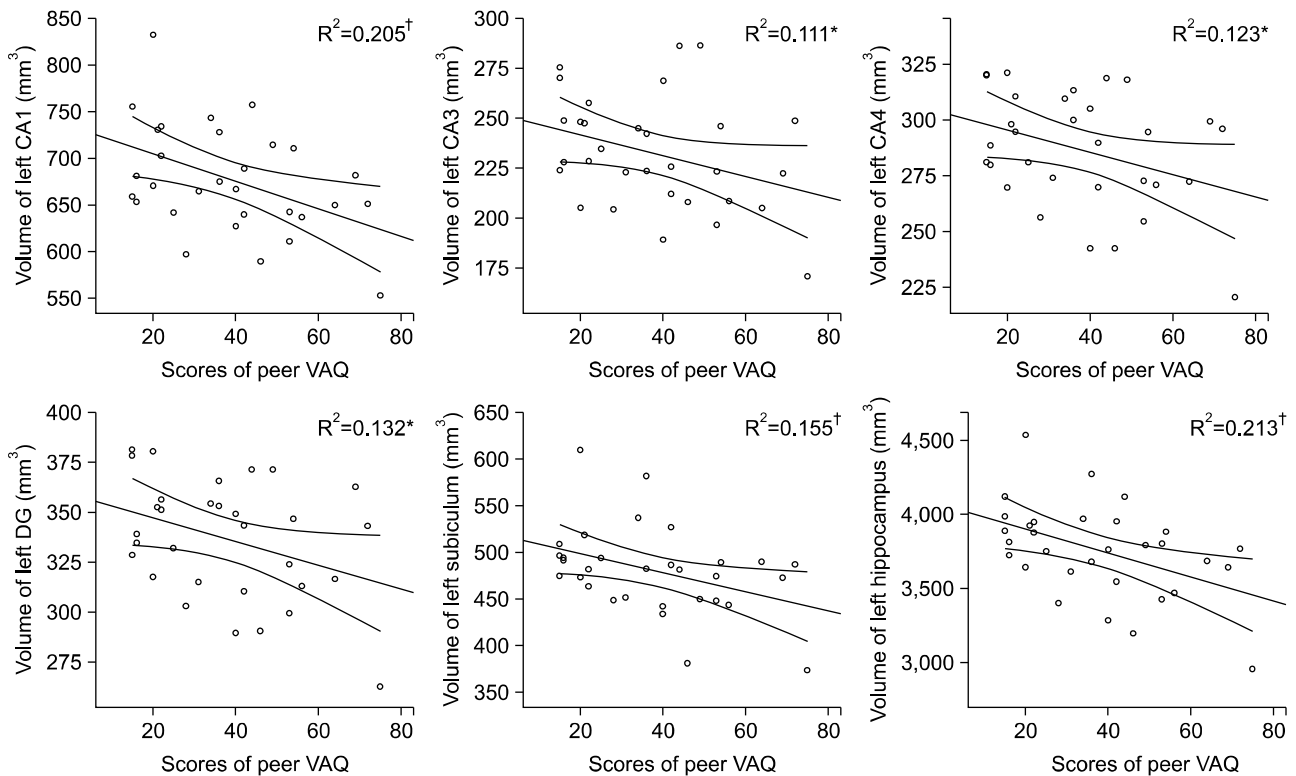 R²=0.205†
Volume of left CA1 (mm³)
850
800
750
700
650
600
550
20 40 60 80
Scores of peer VAQ
R²=0.111*
Volume of left CA3 (mm³)
300
275
250
225
200
175
20 40 60 80
Scores of peer VAQ
R²=0.123*
Volume of left CA4 (mm³)
325
300
275
250
225
20 40 60 80
Scores of peer VAQ
R²=0.132*
Volume of left DG (mm³)
400
375
350
325
300
275
20 40 60 80
Scores of peer VAQ
R²=0.155†
Volume of left subiculum (mm³)
650
600
550
500
450
400
350
20 40 60 80
Scores of peer VAQ
R²=0.213†
Volume of left hippocampus (mm³)
4,500
4,000
3,500
3,000
20 40 60 80
Scores of peer VAQ